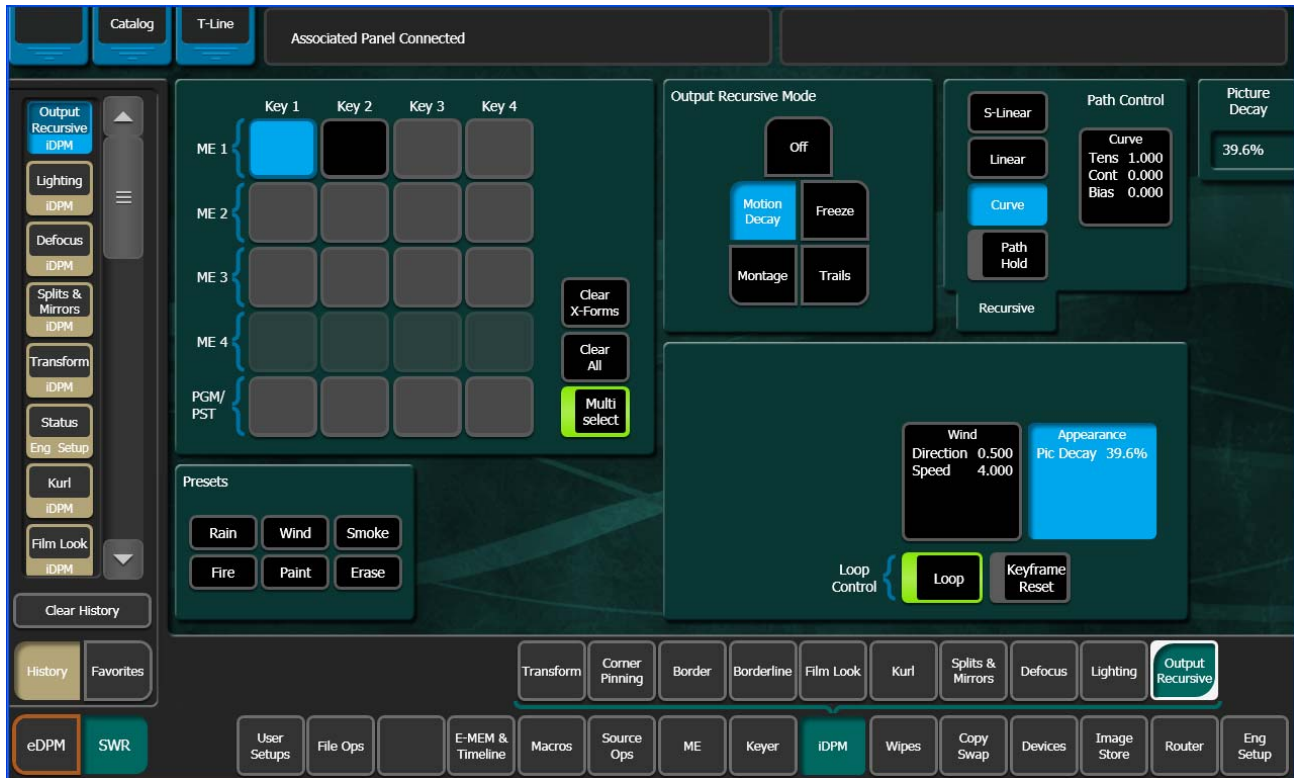 Catalog
T-Line
Associated Panel Connected
Output
Recursive
iDPM
Lighting
iDPM
Defocus
iDPM
Splits &
Mirrors
iDPM
Transform
iDPM
Status
Eng Setup
Kurl
iDPM
Film Look
iDPM
Clear History
History
Favorites
Key 1 Key 2 Key 3 Key 4
ME 1
ME 2
ME 3
ME 4
PGM/
PST
Clear
X-Forms
Clear
All
Multi
select
Presets
Rain
Wind
Smoke
Fire
Paint
Erase
Output Recursive Mode
Off
Motion
Decay
Freeze
Montage
Trails
S-Linear
Linear
Curve
Path
Hold
Path Control
Curve
Tens 1.000
Cont 0.000
Bias 0.000
Recursive
Picture
Decay
39.6%
Wind
Direction 0.500
Speed 4.000
Appearance
Pic Decay 39.6%
Loop
Control
Loop
Keyframe
Reset
Transform
Corner
Pinning
Border
Borderline
Film Look
Kurl
Splits &
Mirrors
Defocus
Lighting
Output
Recursive
eDPM
SWR
User
Setups
File Ops
E-MEM &
Timeline
Macros
Source
Ops
ME
Keyer
iDPM
Wipes
Copy
Swap
Devices
Image
Store
Router
Eng
Setup